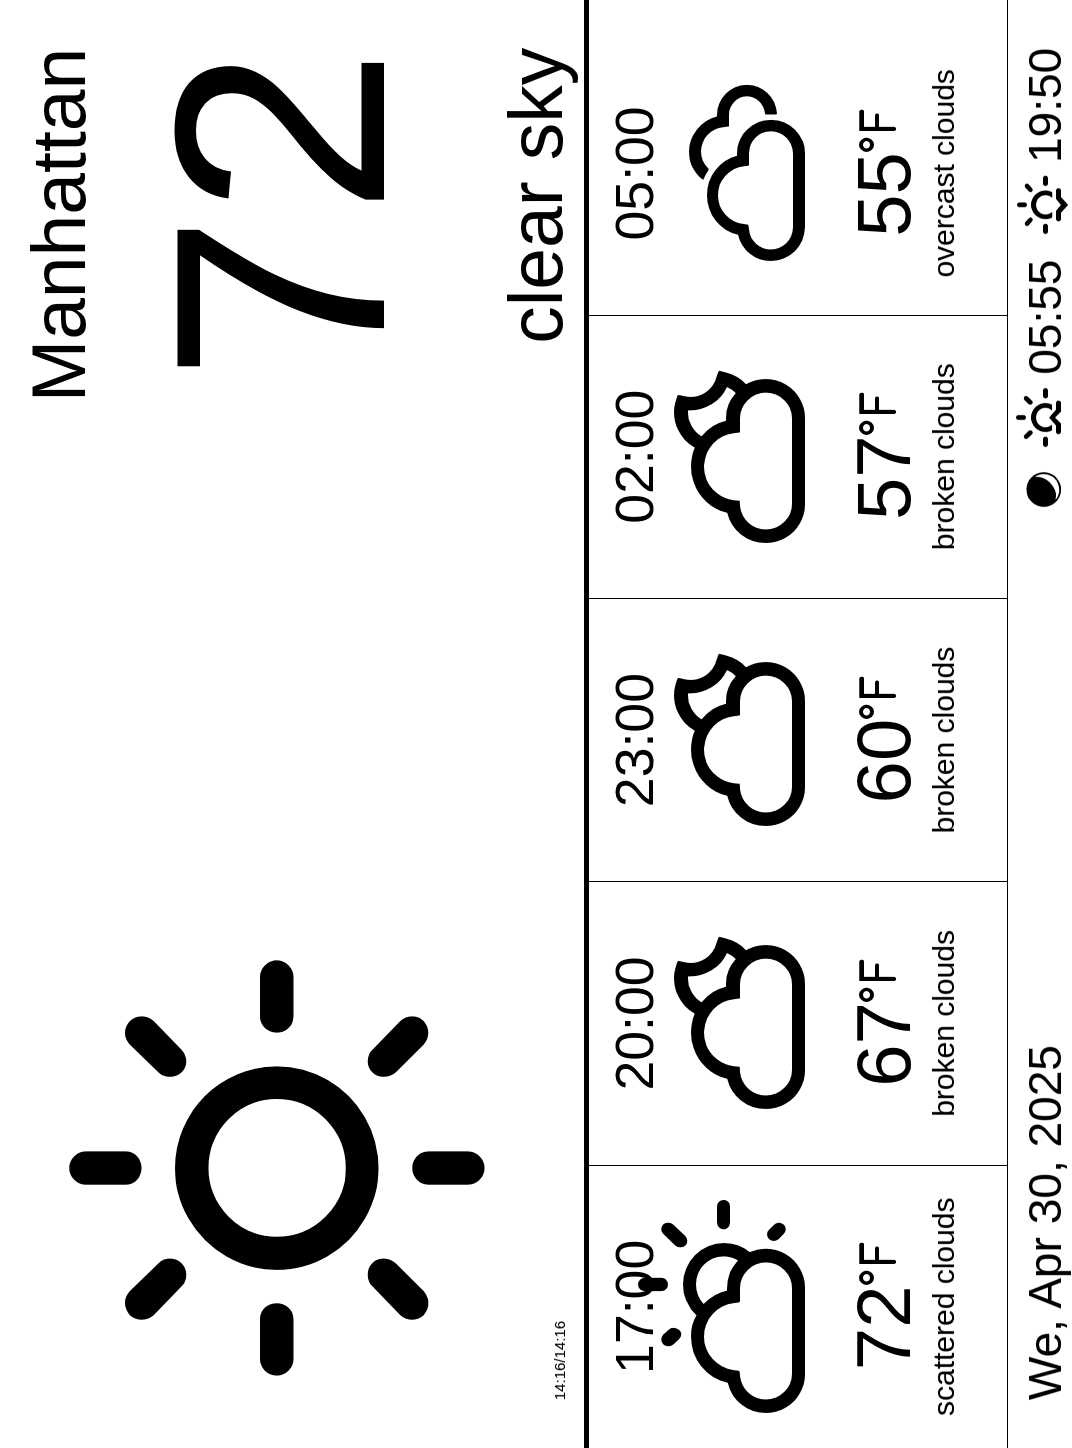 Manhattan
72
clear sky
14:16/14:16
17:00
72°F
scattered clouds
20:00
67°F
broken clouds
23:00
60°F
broken clouds
02:00
57°F
broken clouds
05:00
55°F
overcast clouds
We, Apr 30, 2025
05:55
19:50